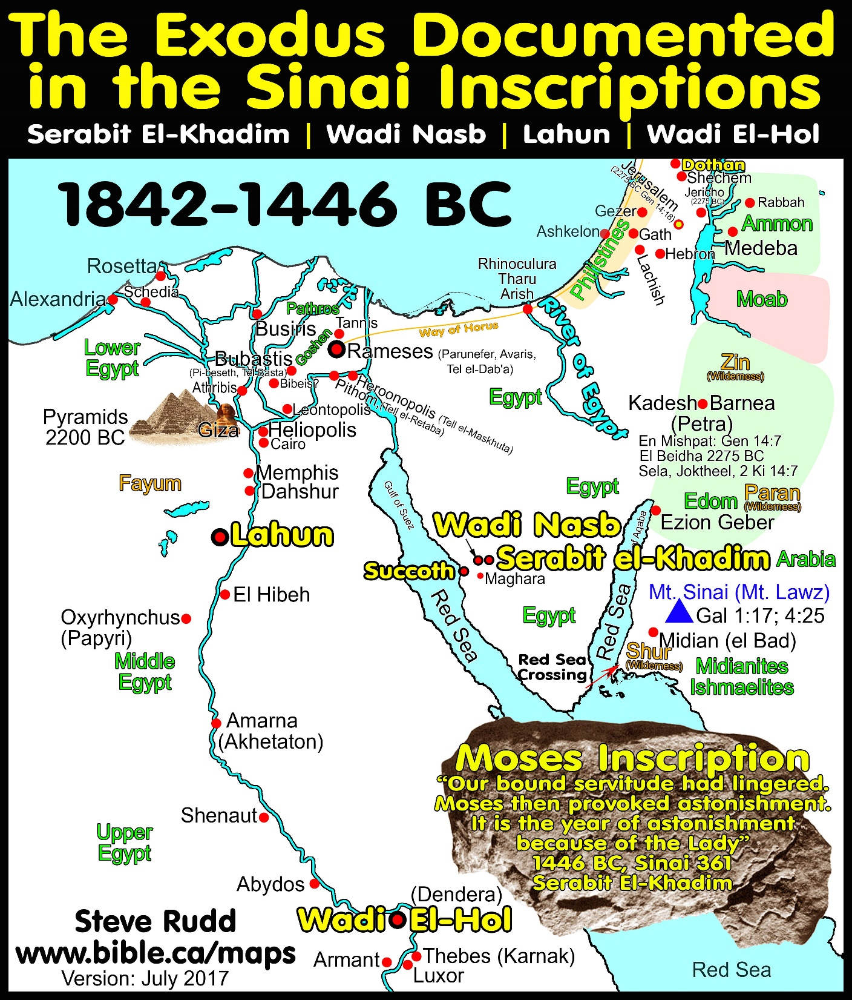 The Exodus Documented
in the Sinai Inscriptions
Serabit El-Khadim | Wadi Nasb | Lahun | Wadi El-Hol
1842-1446 BC
Dothan
Shechem
Jericho
(2275 BC)
Jerusalem
(2275 BC Gen 14:18)
Rabbah
Ammon
Medeba
Gezer
Ashkelon
Gath
Hebron
Lachish
Philistines
Moab
Rhinoculura
Tharu
Arish
River of Egypt
Way of Horus
Rosetta
Schedia
Alexandria
Pathros
Tannis
Busiris
Goshen
Rameses (Parunefer, Avaris,
Tel el-Dab'a)
Lower
Egypt
Bubastis
(Pi-beseth, Tel Basta)
Athribis
Bibeis?
Heroonopolis (Tell el-Maskhuta)
Pithom, (Tell el-Retaba)
Leontopolis
Egypt
Zin
(Wilderness)
Kadesh Barnea
(Petra)
En Mishpat: Gen 14:7
El Beidha 2275 BC
Sela, Joktheel, 2 Ki 14:7
Pyramids
2200 BC
Giza
Heliopolis
Cairo
Memphis
Dahshur
Fayum
Gulf of Suez
Egypt
Edom
Paran
(Wilderness)
Ezion Geber
of Aqaba
Lahun
Wadi Nasb
Serabit el-Khadim
Arabia
Succoth
Maghara
El Hibeh
Oxyrhynchus
(Papyri)
Red Sea
Egypt
Red Sea
Mt. Sinai (Mt. Lawz)
Gal 1:17; 4:25
Midian (el Bad)
Shur
(Wilderness)
Red Sea
Crossing
Midianites
Ishmaelites
Middle
Egypt
Amarna
(Akhetaton)
Moses Inscription
“Our bound servitude had lingered.
Moses then provoked astonishment.
It is the year of astonishment
because of the Lady”
1446 BC, Sinai 361
Serabit El-Khadim
Shenaut
Upper
Egypt
Abydos
(Dendera)
Wadi El-Hol
Steve Rudd
www.bible.ca/maps
Version: July 2017
Armant
Thebes (Karnak)
Luxor
Red Sea